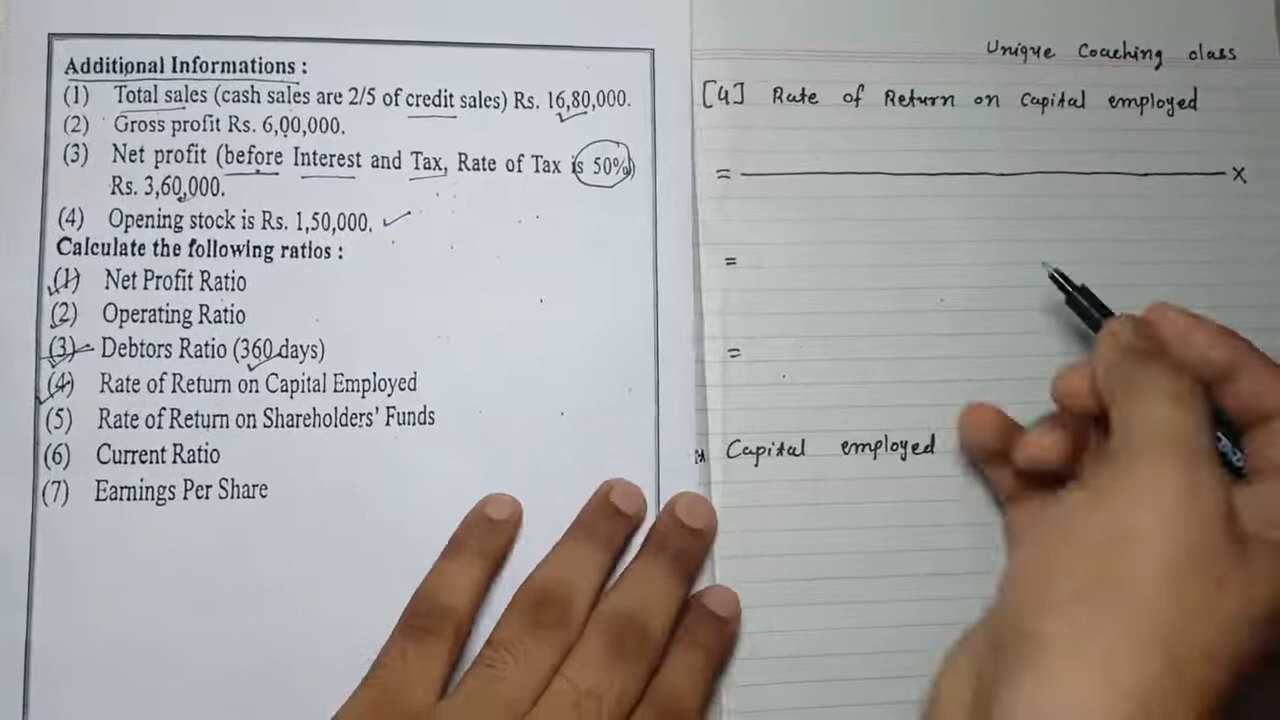 Additional Informations :
(1) Total sales (cash sales are 2/5 of credit sales) Rs. 16,80,000.
(2) Gross profit Rs. 6,00,000.
(3) Net profit (before Interest and Tax, Rate of Tax is 50%)
Rs. 3,60,000.
(4) Opening stock is Rs. 1,50,000.
Calculate the following ratios :
(1) Net Profit Ratio
(2) Operating Ratio
(3) Debtors Ratio (360 days)
(4) Rate of Return on Capital Employed
(5) Rate of Return on Shareholders' Funds
(6) Current Ratio
(7) Earnings Per Share
Unique Coaching class
[4] Rate of Return on Capital employed
= ×
=
=
Capital employed